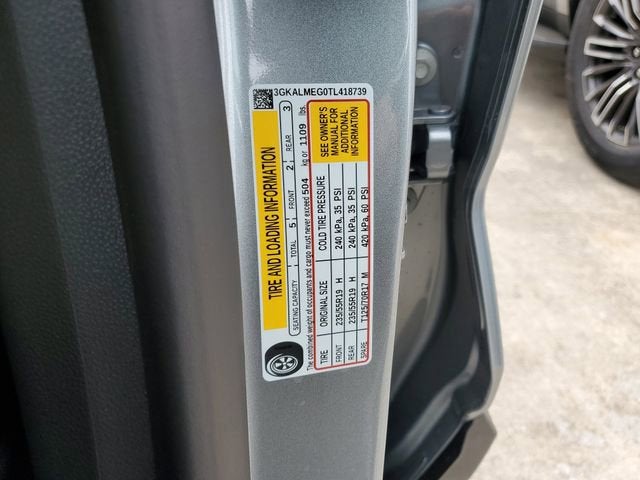 3GKALMEG0TL418739
TIRE AND LOADING INFORMATION
SEATING CAPACITY TOTAL 5 FRONT 2 REAR 3
The combined weight of occupants and cargo must never exceed 504 kg or 1109 lbs.
TIRE ORIGINAL SIZE COLD TIRE PRESSURE
FRONT 235/55R19 H 240 kPa, 35 PSI
REAR 235/55R19 H 240 kPa, 35 PSI
SPARE T125/70R17 M 420 kPa, 60 PSI
SEE OWNER'S
MANUAL FOR
ADDITIONAL
INFORMATION